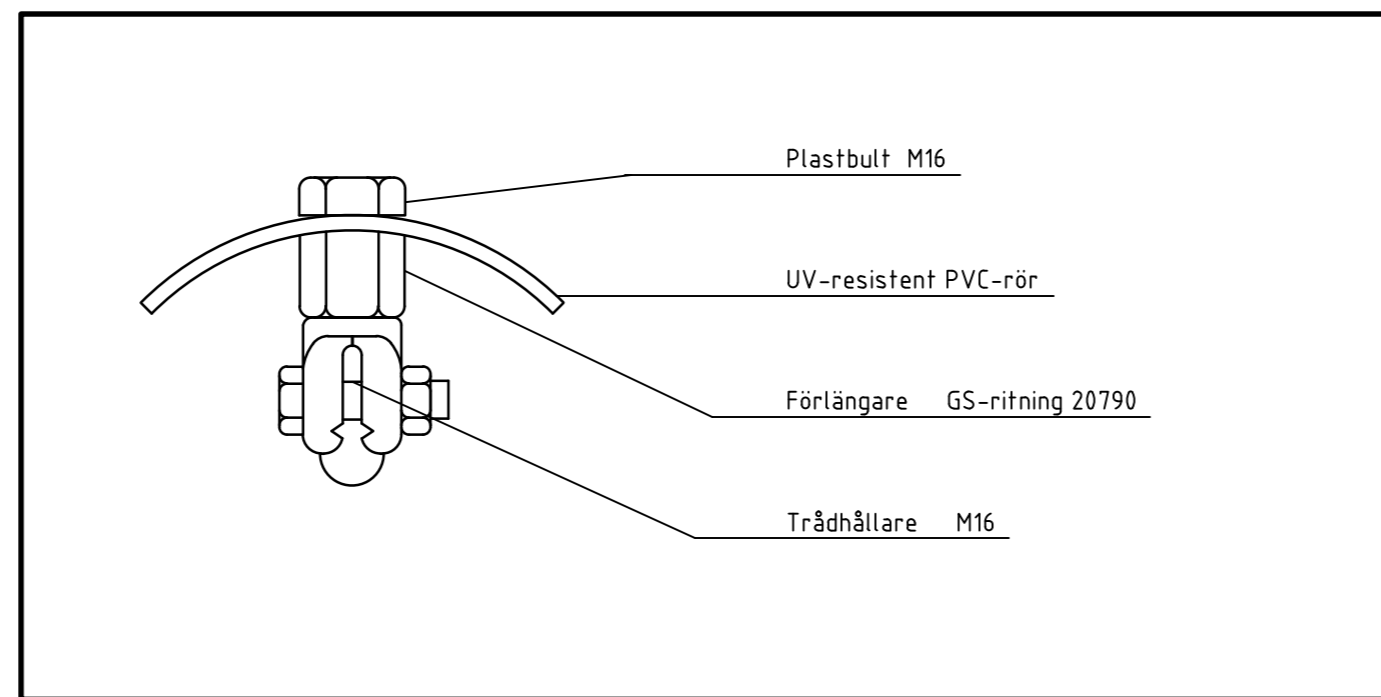 Plastbult M16
UV-resistent PVC-rör
Förlängare GS-ritning 20790
Trådhållare M16